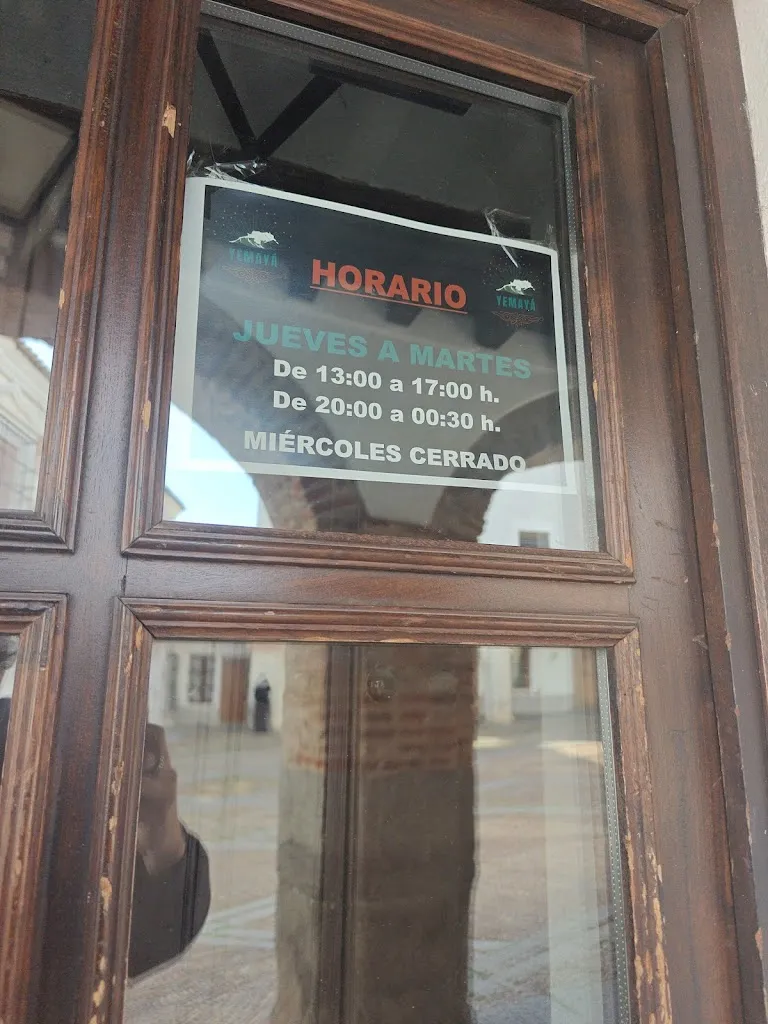 YEMAYÁ
YEMAYÁ
HORARIO
JUEVES A MARTES
De 13:00 a 17:00 h.
De 20:00 a 00:30 h.
MIÉRCOLES CERRADO